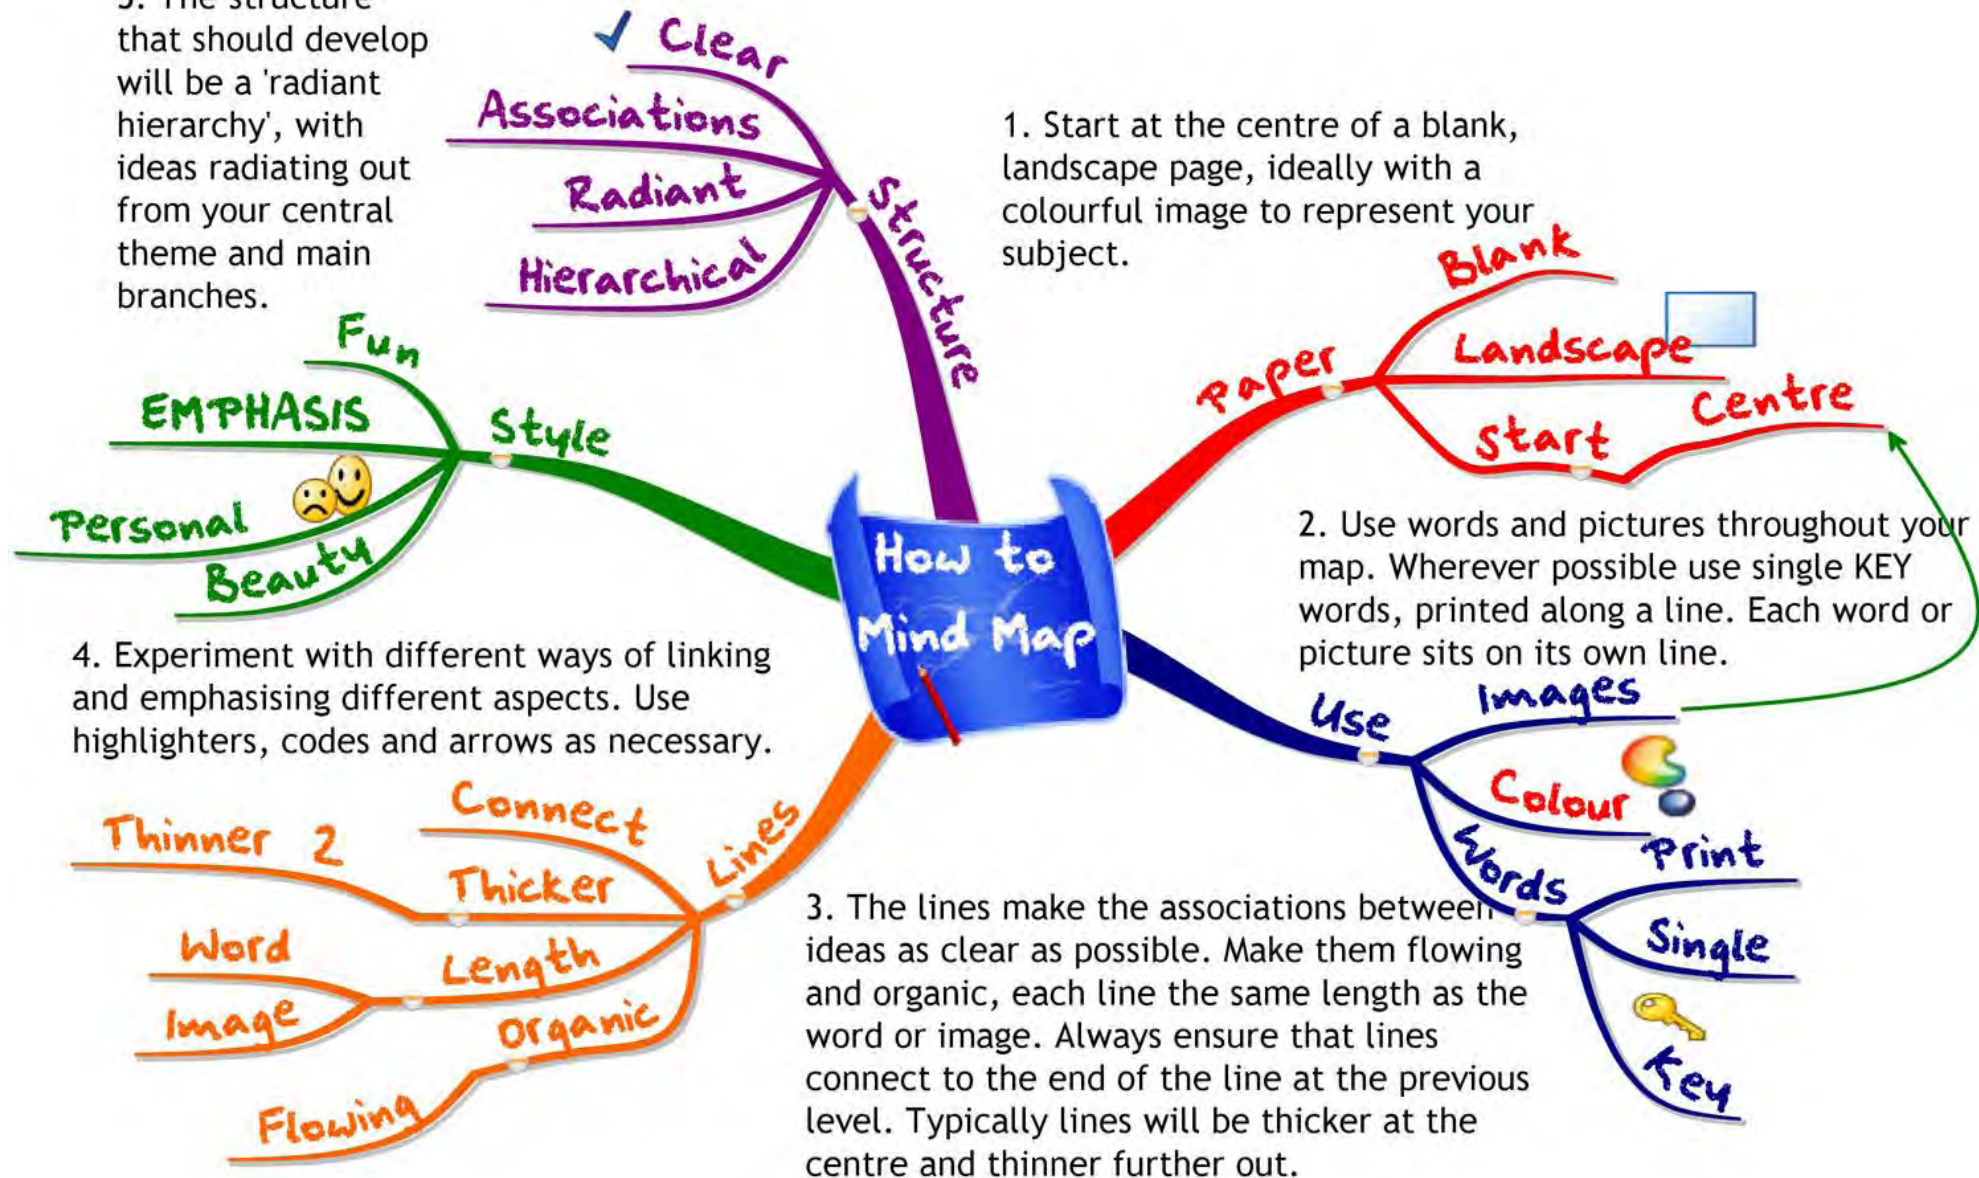 5. The structure
that should develop
will be a 'radiant
hierarchy', with
ideas radiating out
from your central
theme and main
branches.
Clear
Associations
Radiant
Hierarchical
Structure
1. Start at the centre of a blank,
landscape page, ideally with a
colourful image to represent your
subject.
Paper
Blank
Landscape
Start
Centre
Fun
EMPHASIS
Personal
Beauty
Style
How to
Mind Map
2. Use words and pictures throughout your
map. Wherever possible use single KEY
words, printed along a line. Each word or
picture sits on its own line.
Use
Images
Colour
Words
Print
Single
Key
4. Experiment with different ways of linking
and emphasising different aspects. Use
highlighters, codes and arrows as necessary.
Lines
Connect
Thicker
Thinner 2
Length
Word
Image
Organic
Flowing
3. The lines make the associations between
ideas as clear as possible. Make them flowing
and organic, each line the same length as the
word or image. Always ensure that lines
connect to the end of the line at the previous
level. Typically lines will be thicker at the
centre and thinner further out.